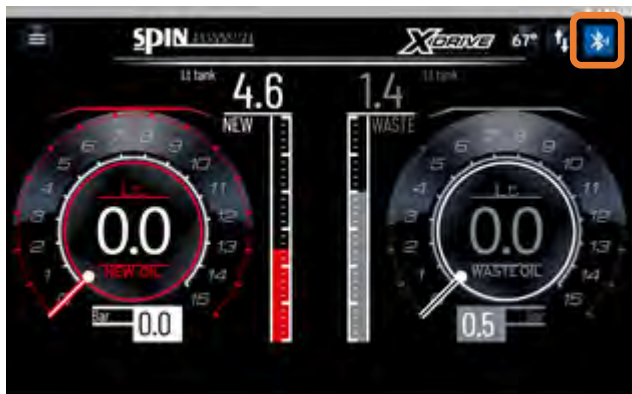 SPIN
X-DRIVE 67°
Lt tank 4.6
NEW
1.4 Lt tank
WASTE
0 1 2 3 4 5 6 7 8 9 10 11 12 13 14 15
Lt.
0.0
NEW OIL
Bar 0.0
1 2 3 4 5 6 7 8 9 10 11 12 13 14 15
Lt.
0.0
WASTE OIL
0.5 Bar